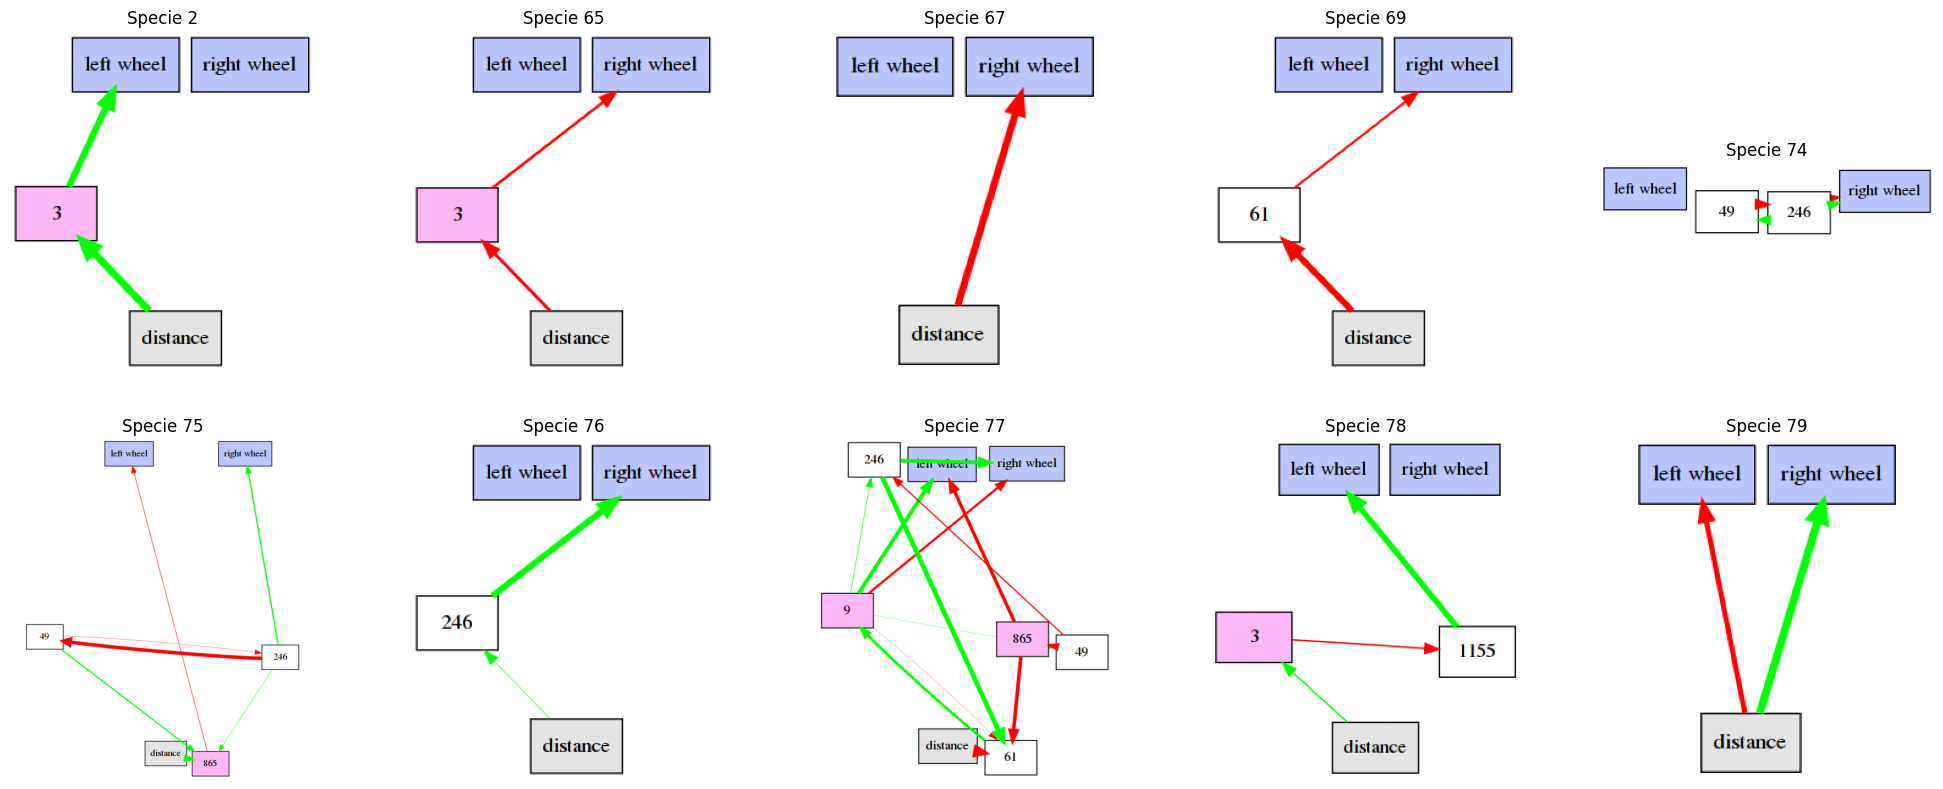 Specie 2
left wheel
right wheel
3
distance
Specie 65
left wheel
right wheel
3
distance
Specie 67
left wheel
right wheel
distance
Specie 69
left wheel
right wheel
61
distance
Specie 74
left wheel
49
246
right wheel
Specie 75
left wheel
right wheel
49
246
distance
865
Specie 76
left wheel
right wheel
246
distance
Specie 77
246
left wheel
right wheel
9
865
49
distance
61
Specie 78
left wheel
right wheel
3
1155
distance
Specie 79
left wheel
right wheel
distance